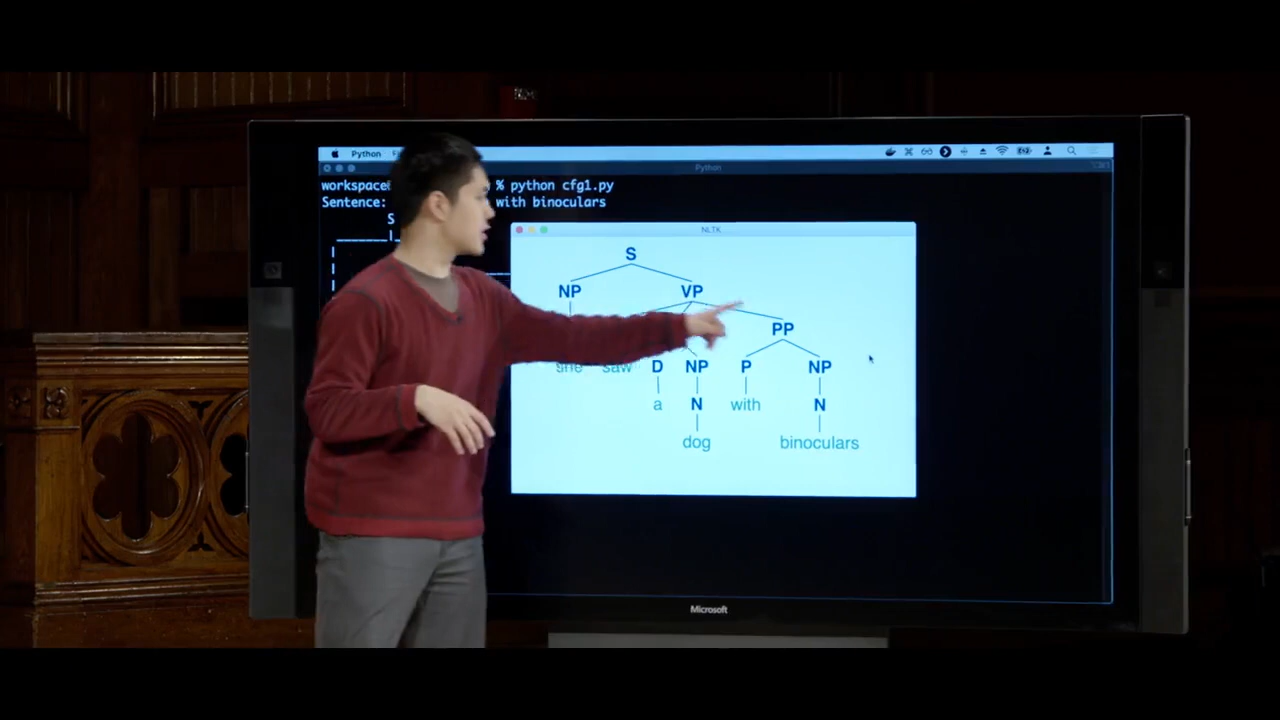 Python
Python
workspace % python cfg1.py
Sentence: with binoculars
S
NLTK
S
NP VP
PP
she saw D NP P NP
a N with N
dog binoculars
Microsoft